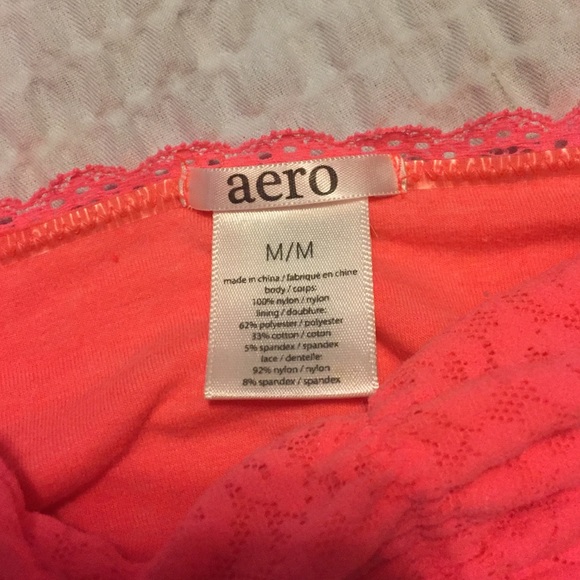 aero
M/M
made in china / fabriqué en chine
body / corps:
100% nylon / nylon
lining / doublure:
62% polyester / polyester
33% cotton / coton
5% spandex / spandex
lace / dentelle:
92% nylon / nylon
8% spandex / spandex